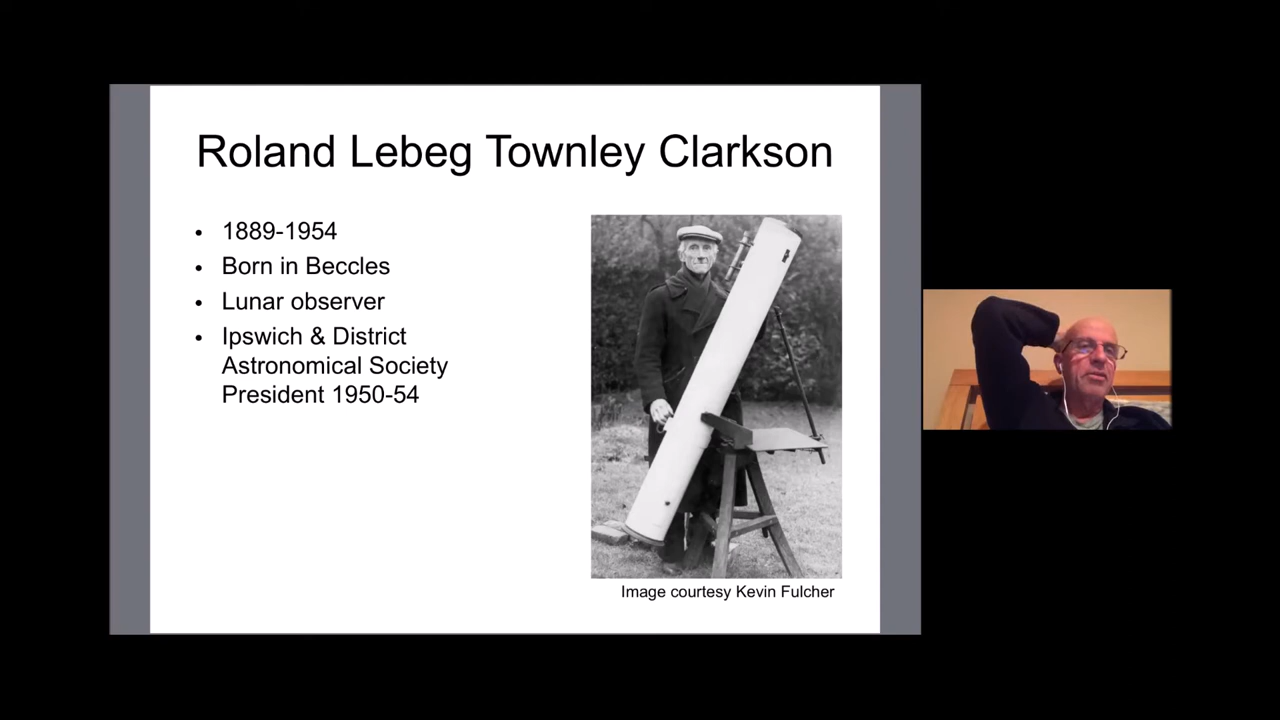 Roland Lebeg Townley Clarkson
• 1889-1954
• Born in Beccles
• Lunar observer
• Ipswich & District
Astronomical Society
President 1950-54
Image courtesy Kevin Fulcher